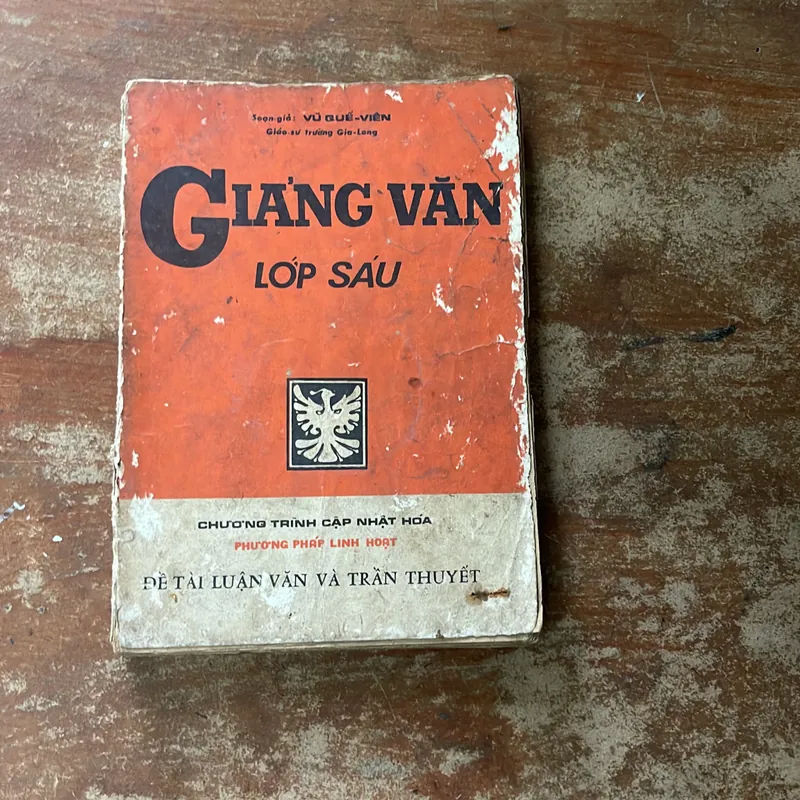 Soạn-giả: VŨ QUẾ-VIÊN
Giáo-sư trường Gia-Long
GIẢNG VĂN
LỚP SÁU
CHƯƠNG TRÌNH CẬP NHẬT HÓA
PHƯƠNG PHÁP LINH HOẠT
ĐỀ TÀI LUẬN VĂN VÀ TRẦN THUYẾT